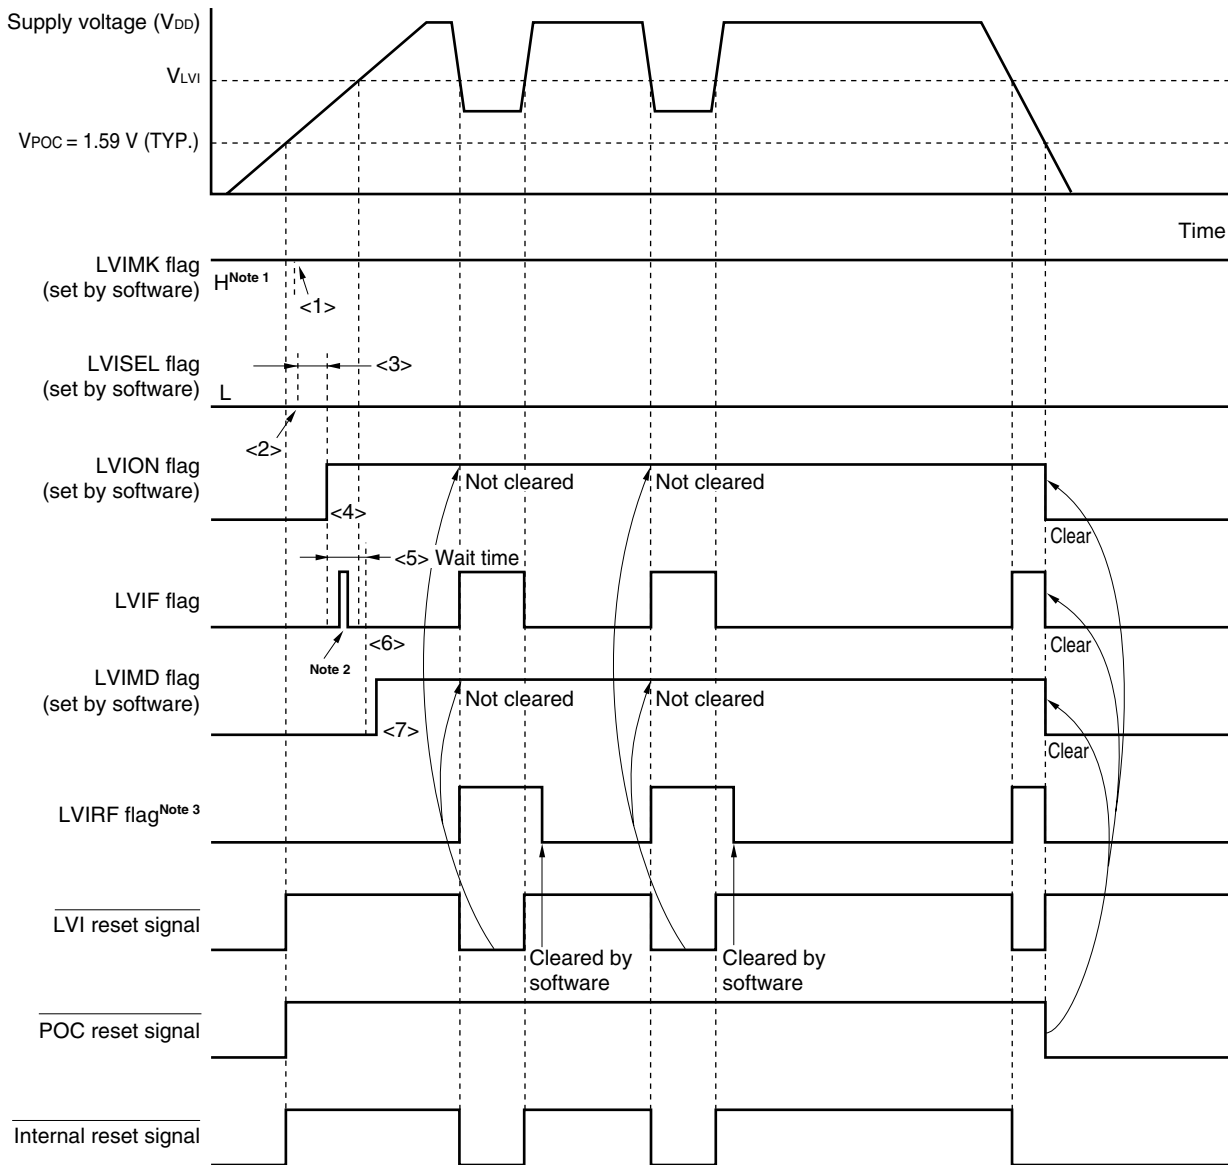 Supply voltage (VDD)
VLVI
VPOC = 1.59 V (TYP.)
Time
LVIMK flag
(set by software)
H Note 1
<1>
LVISEL flag
(set by software)
<3>
L
<2>
LVION flag
(set by software)
Not cleared
Not cleared
<4>
Clear
<5> Wait time
LVIF flag
Note 2
<6>
Clear
LVIMD flag
(set by software)
Not cleared
Not cleared
<7>
Clear
LVIRF flag Note 3
LVI reset signal
Cleared by
software
Cleared by
software
POC reset signal
Internal reset signal